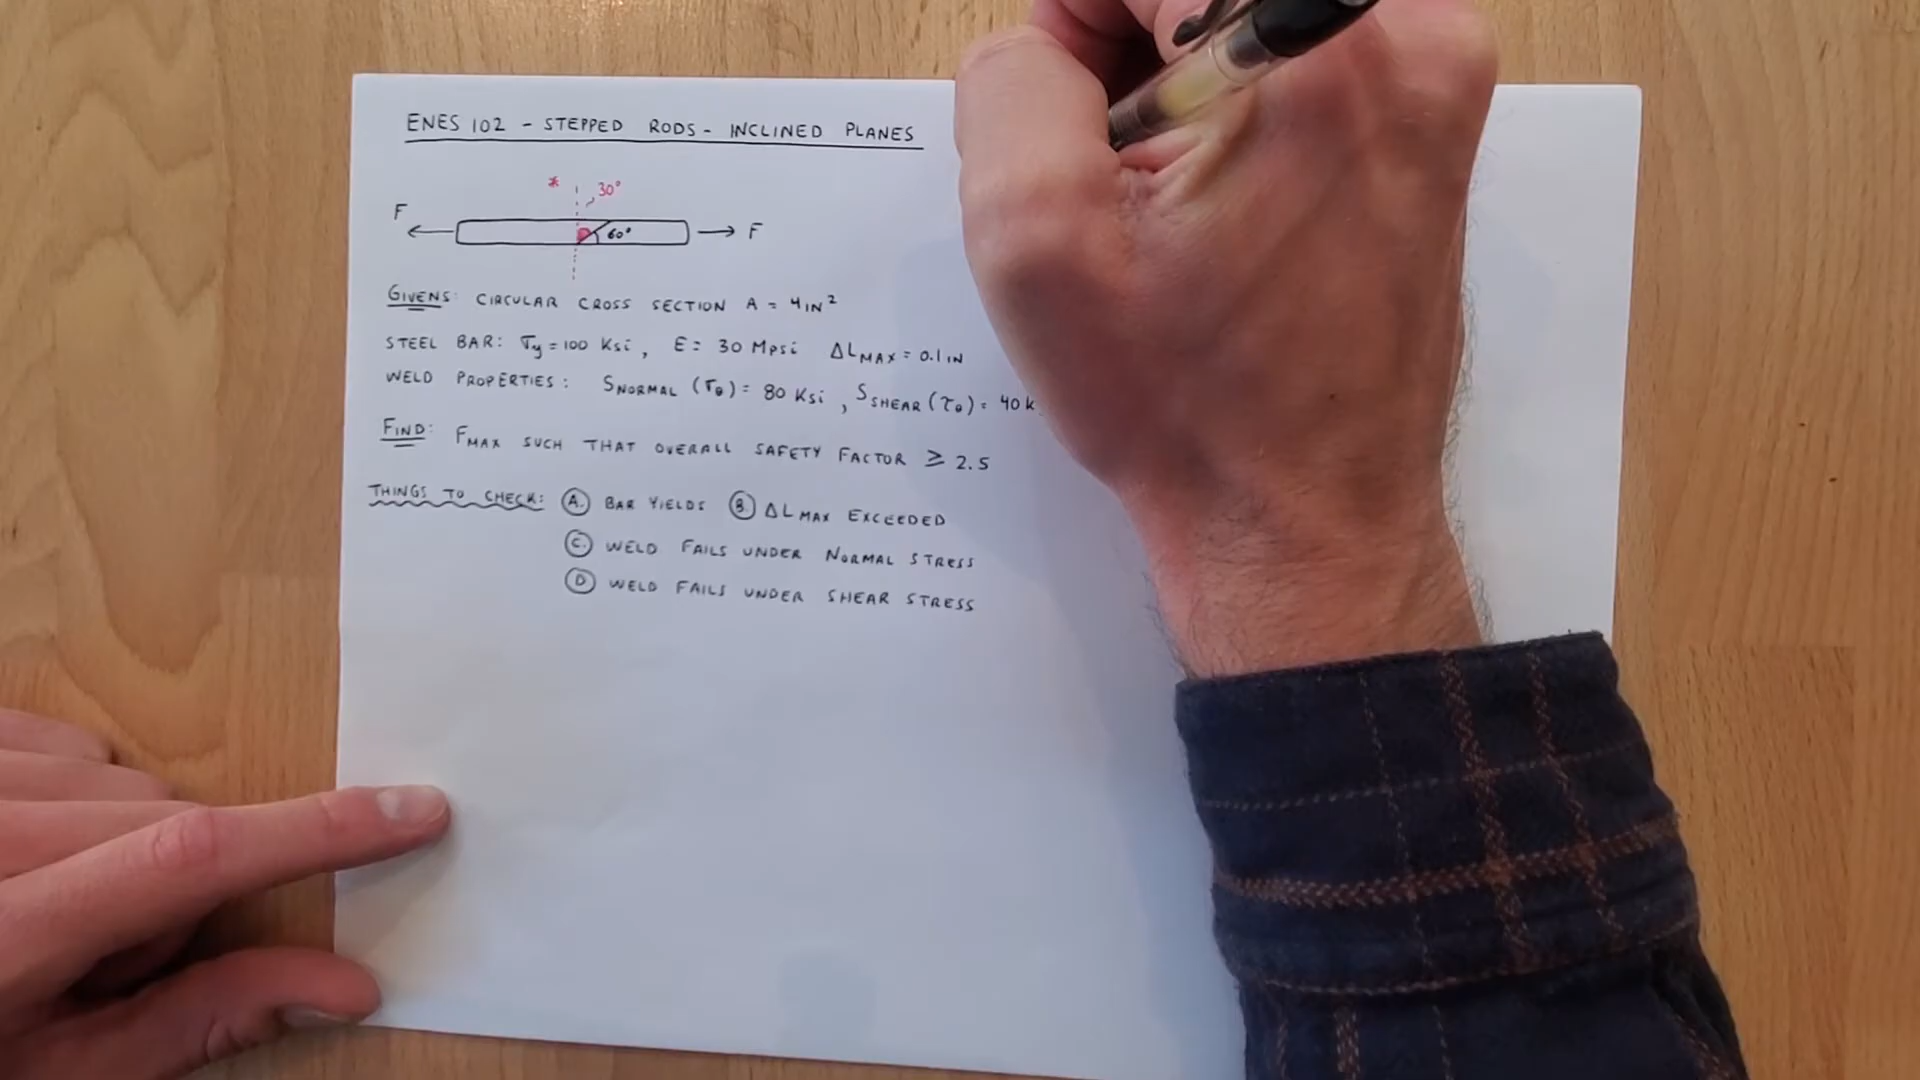 ENES 102 - STEPPED RODS - INCLINED PLANES
* 30°
F 60° F
GIVENS: CIRCULAR CROSS SECTION A = 4 IN²
STEEL BAR: σy = 100 Ksi, E = 30 Mpsi ΔLMAX = 0.1 IN
WELD PROPERTIES: SNORMAL (σθ) = 80 Ksi, SSHEAR (τθ) = 40 K
FIND: FMAX SUCH THAT OVERALL SAFETY FACTOR ≥ 2.5
THINGS TO CHECK: A. BAR YIELDS B. ΔLMAX EXCEEDED
C. WELD FAILS UNDER NORMAL STRESS
D WELD FAILS UNDER SHEAR STRESS